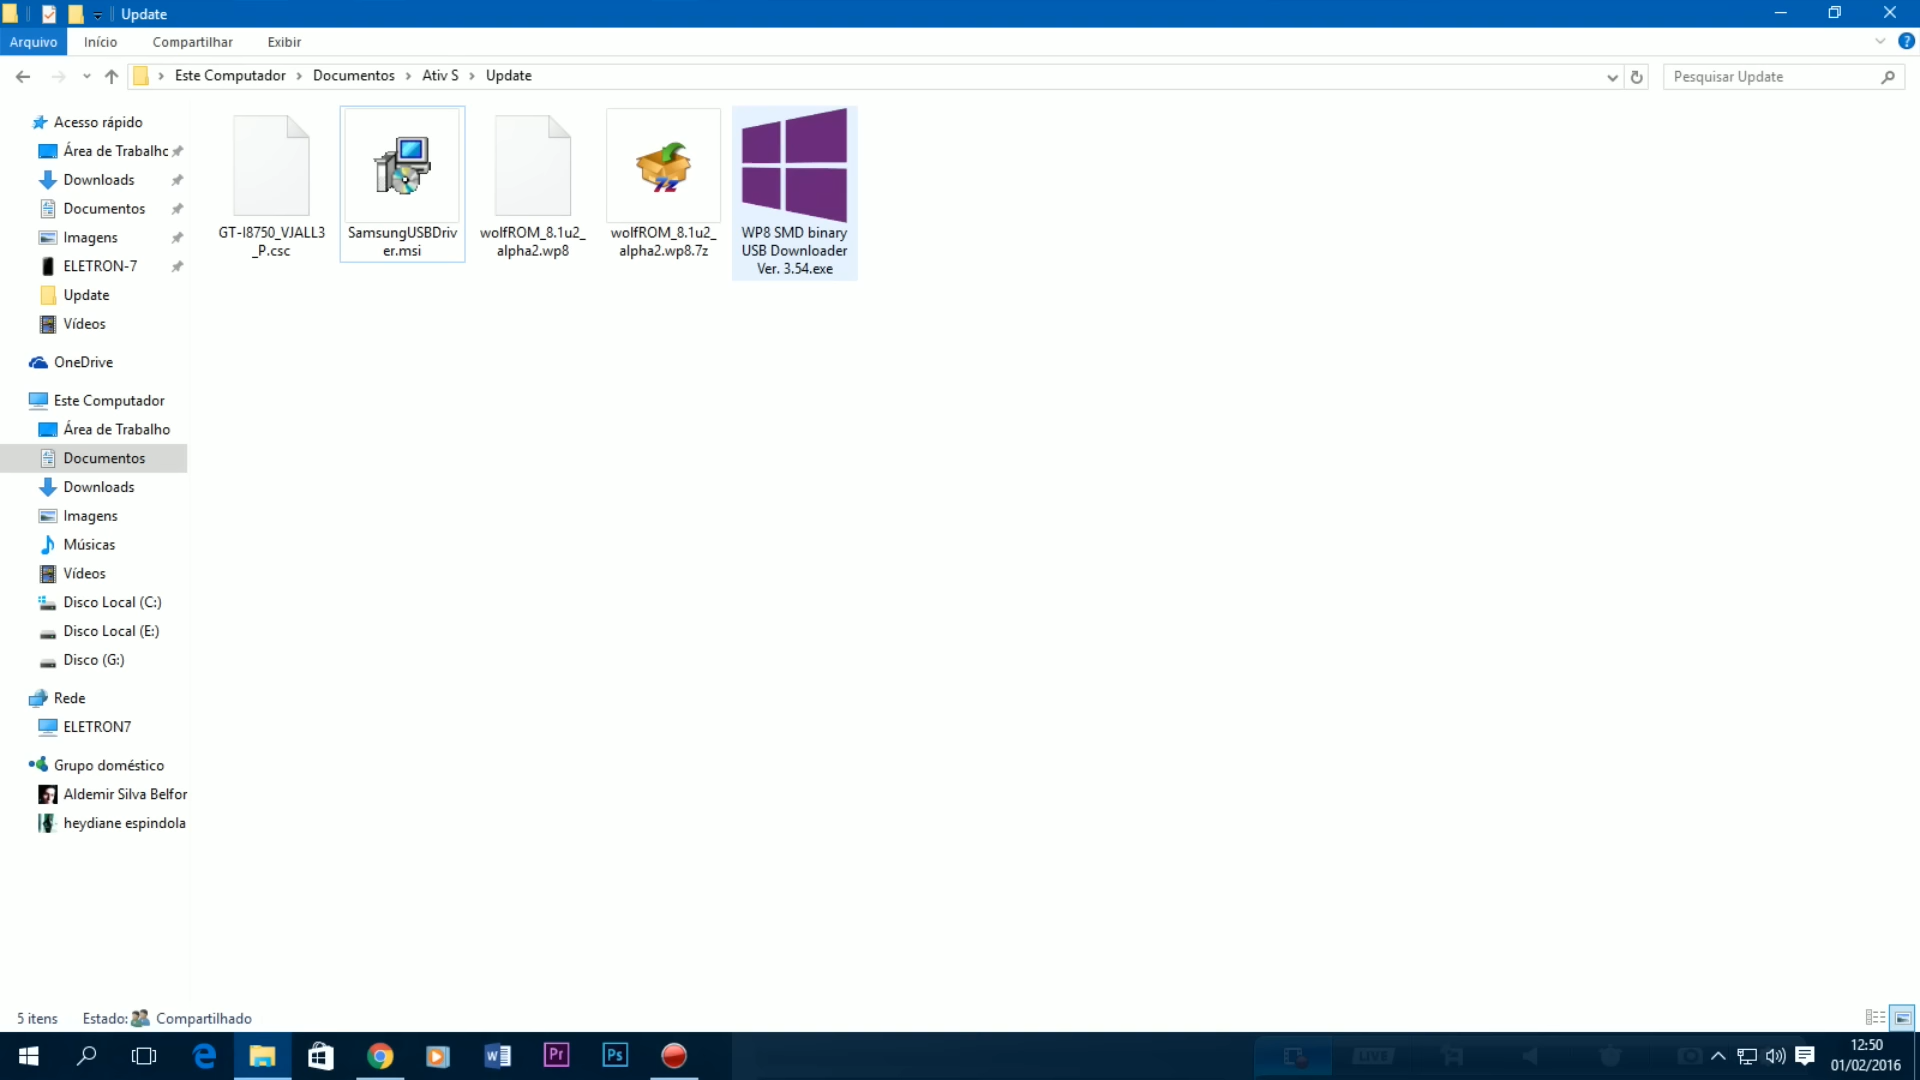 Update
Arquivo
Início
Compartilhar
Exibir
Este Computador
Documentos
Ativ S
Update
Pesquisar Update
Acesso rápido
Área de Trabalho
Downloads
Documentos
Imagens
ELETRON-7
Update
Vídeos
OneDrive
Este Computador
Área de Trabalho
Documentos
Downloads
Imagens
Músicas
Vídeos
Disco Local (C:)
Disco Local (E:)
Disco (G:)
Rede
ELETRON7
Grupo doméstico
Aldemir Silva Belfor
heydiane espindola
GT-I8750_VJALL3
_P.csc
SamsungUSBDriv
er.msi
wolfROM_8.1u2_
alpha2.wp8
wolfROM_8.1u2_
alpha2.wp8.7z
WP8 SMD binary
USB Downloader
Ver. 3.54.exe
5 itens
Estado:
Compartilhado
LIVE
12:50
01/02/2016